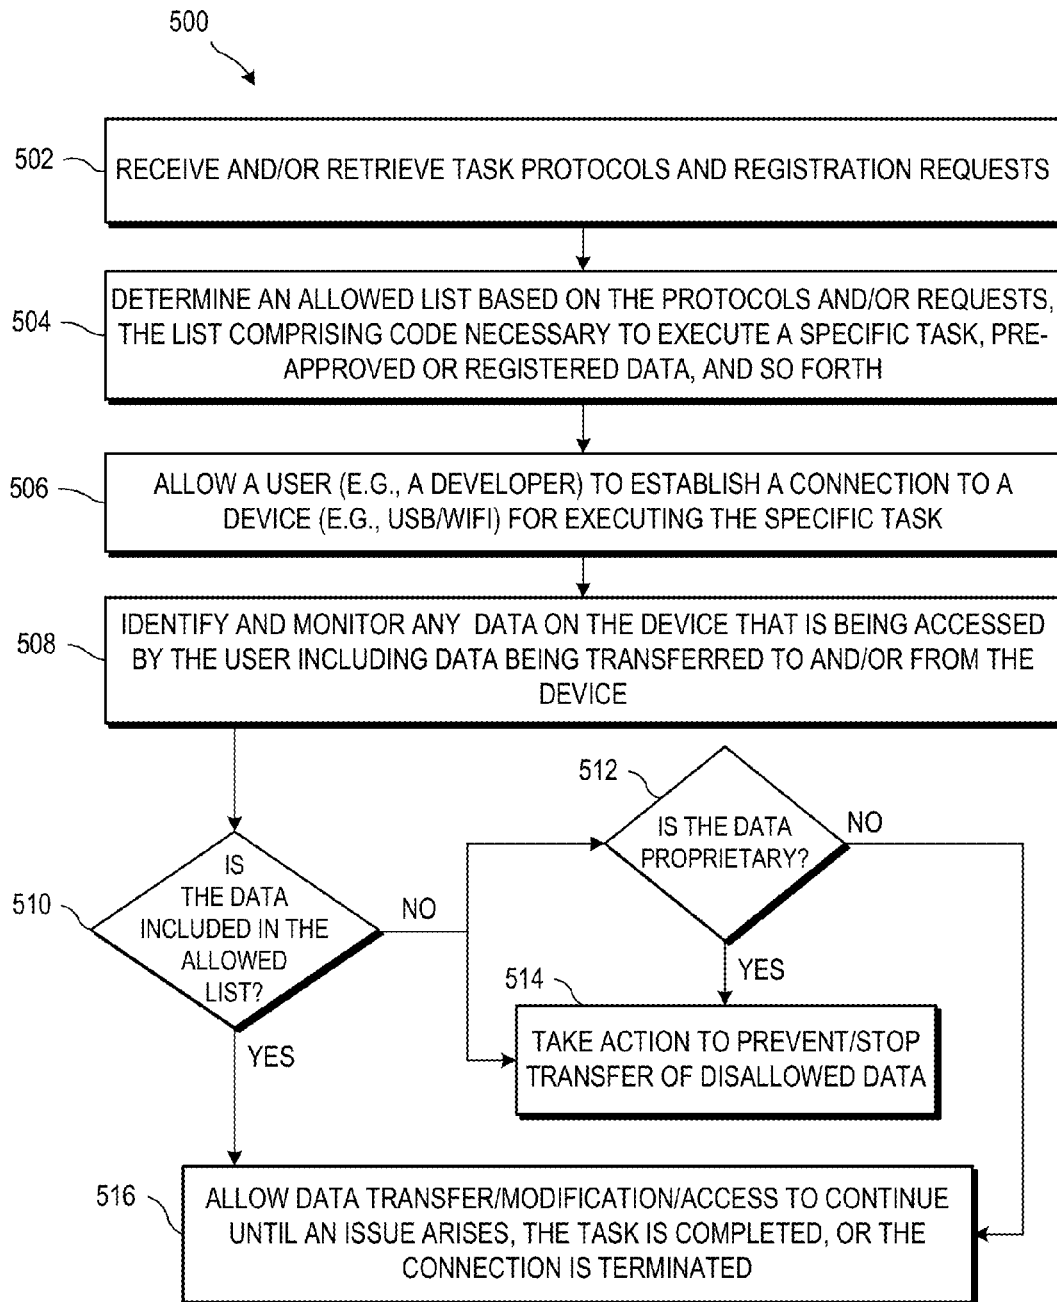 500
502
RECEIVE AND/OR RETRIEVE TASK PROTOCOLS AND REGISTRATION REQUESTS
504
DETERMINE AN ALLOWED LIST BASED ON THE PROTOCOLS AND/OR REQUESTS,
THE LIST COMPRISING CODE NECESSARY TO EXECUTE A SPECIFIC TASK, PRE-
APPROVED OR REGISTERED DATA, AND SO FORTH
506
ALLOW A USER (E.G., A DEVELOPER) TO ESTABLISH A CONNECTION TO A
DEVICE (E.G., USB/WIFI) FOR EXECUTING THE SPECIFIC TASK
508
IDENTIFY AND MONITOR ANY DATA ON THE DEVICE THAT IS BEING ACCESSED
BY THE USER INCLUDING DATA BEING TRANSFERRED TO AND/OR FROM THE
DEVICE
510
IS
THE DATA
INCLUDED IN THE
ALLOWED
LIST?
NO
YES
512
IS THE DATA
PROPRIETARY?
NO
YES
514
TAKE ACTION TO PREVENT/STOP
TRANSFER OF DISALLOWED DATA
516
ALLOW DATA TRANSFER/MODIFICATION/ACCESS TO CONTINUE
UNTIL AN ISSUE ARISES, THE TASK IS COMPLETED, OR THE
CONNECTION IS TERMINATED